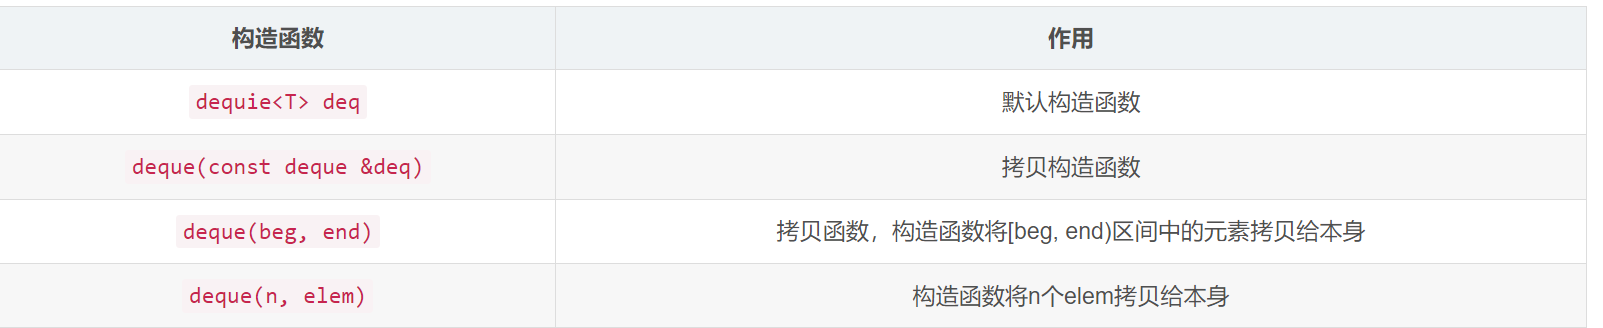 构造函数 作用
dequie<T> deq 默认构造函数
deque(const deque &deq) 拷贝构造函数
deque(beg, end) 拷贝函数，构造函数将[beg, end)区间中的元素拷贝给本身
deque(n, elem) 构造函数将n个elem拷贝给本身